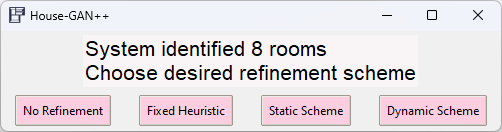 House-GAN++
System identified 8 rooms
Choose desired refinement scheme
No Refinement Fixed Heuristic Static Scheme Dynamic Scheme